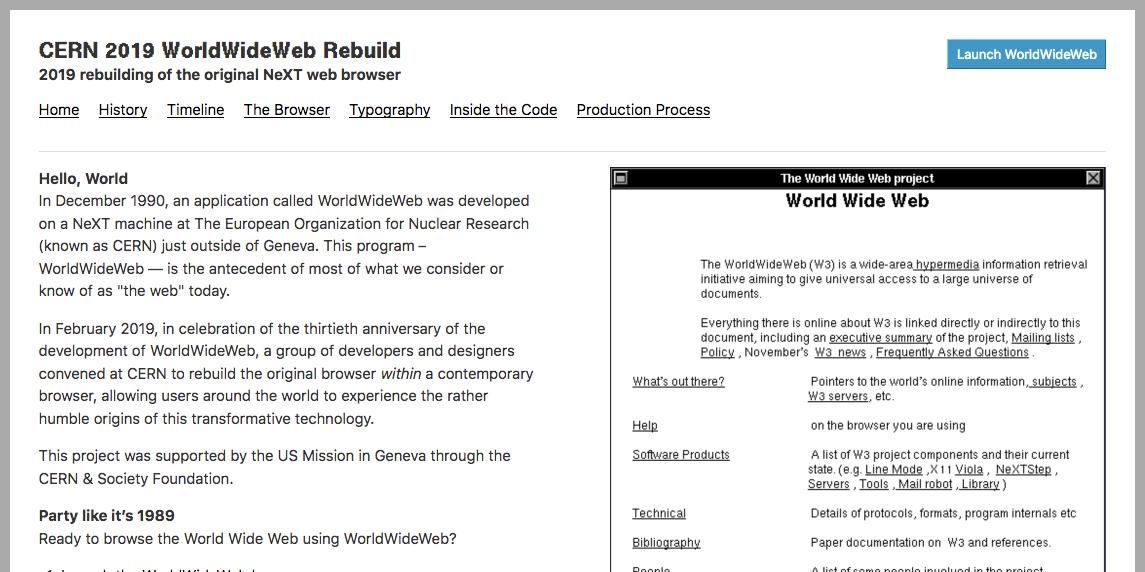 CERN 2019 WorldWideWeb Rebuild
2019 rebuilding of the original NeXT web browser
Launch WorldWideWeb
Home History Timeline The Browser Typography Inside the Code Production Process
Hello, World
In December 1990, an application called WorldWideWeb was developed
on a NeXT machine at The European Organization for Nuclear Research
(known as CERN) just outside of Geneva. This program –
WorldWideWeb — is the antecedent of most of what we consider or
know of as "the web" today.
In February 2019, in celebration of the thirtieth anniversary of the
development of WorldWideWeb, a group of developers and designers
convened at CERN to rebuild the original browser within a contemporary
browser, allowing users around the world to experience the rather
humble origins of this transformative technology.
This project was supported by the US Mission in Geneva through the
CERN & Society Foundation.
Party like it's 1989
Ready to browse the World Wide Web using WorldWideWeb?
The World Wide Web project
World Wide Web
The WorldWideWeb (W3) is a wide-area hypermedia information retrieval
initiative aiming to give universal access to a large universe of
documents.
Everything there is online about W3 is linked directly or indirectly to this
document, including an executive summary of the project, Mailing lists ,
Policy , November's W3 news , Frequently Asked Questions .
What's out there? Pointers to the world's online information, subjects ,
W3 servers, etc.
Help on the browser you are using
Software Products A list of W3 project components and their current
state. (e.g. Line Mode ,X11 Viola , NeXTStep ,
Servers , Tools , Mail robot , Library )
Technical Details of protocols, formats, program internals etc
Bibliography Paper documentation on W3 and references.
People A list of some people involved in the project.